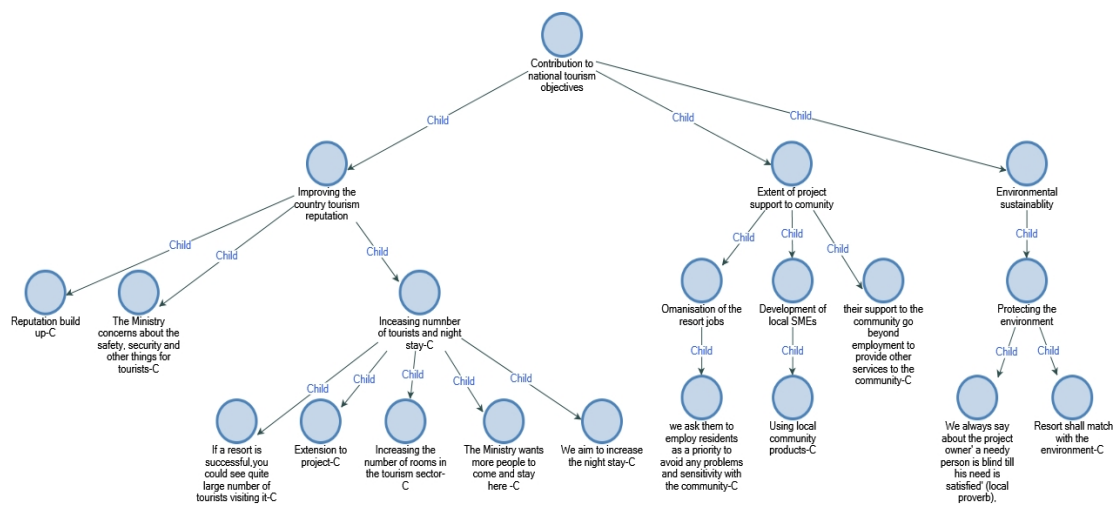 Contribution to
national tourism
objectives
Child
Child
Child
Improving the
country tourism
reputation
Extent of project
support to comunity
Environmental
sustainablity
Child
Child
Child
Child
Child
Child
Child
Reputation build
up-C
The Ministry
concerns about the
safety, security and
other things for
tourists-C
Inceasing numnber
of tourists and night
stay-C
Omanisation of the
resort jobs
Development of
local SMEs
their support to the
community go
beyond
employment to
provide other
services to the
community-C
Protecting the
environment
Child
Child
Child
Child
Child
Child
Child
Child
Child
If a resort is
successful,you
could see quite
large number of
tourists visiting it-C
Extension to
project-C
Increasing the
number of rooms in
the tourism sector-
C
The Ministry wants
more people to
come and stay
here -C
We aim to increase
the night stay-C
we ask them to
employ residents
as a priority to
avoid any problems
and sensitivity with
the community-C
Using local
community
products-C
We always say
about the project
owner' a needy
person is blind till
his need is
satisfied' (local
proverb),
Resort shall match
with the
environment-C